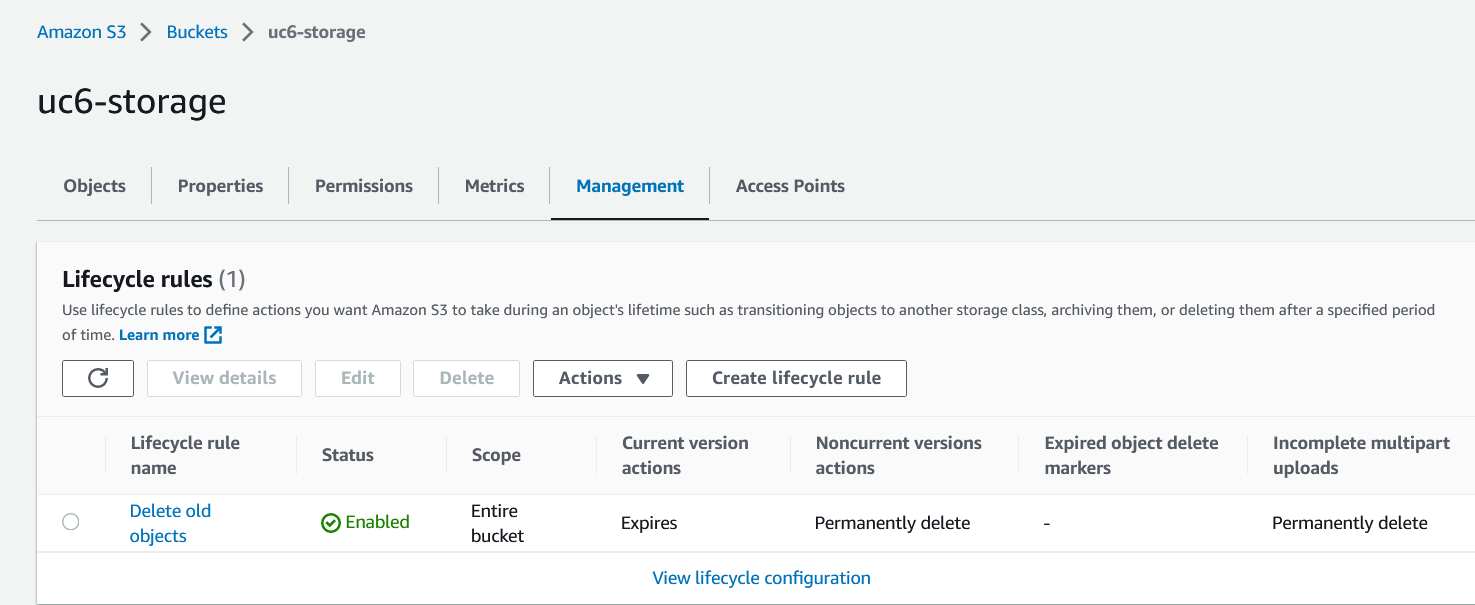 Amazon S3 > Buckets > uc6-storage
uc6-storage
Objects Properties Permissions Metrics Management Access Points
Lifecycle rules (1)
Use lifecycle rules to define actions you want Amazon S3 to take during an object's lifetime such as transitioning objects to another storage class, archiving them, or deleting them after a specified period
of time. Learn more
View details Edit Delete Actions Create lifecycle rule
Lifecycle rule name Status Scope Current version actions Noncurrent versions actions Expired object delete markers Incomplete multipart uploads
Delete old objects Enabled Entire bucket Expires Permanently delete - Permanently delete
View lifecycle configuration